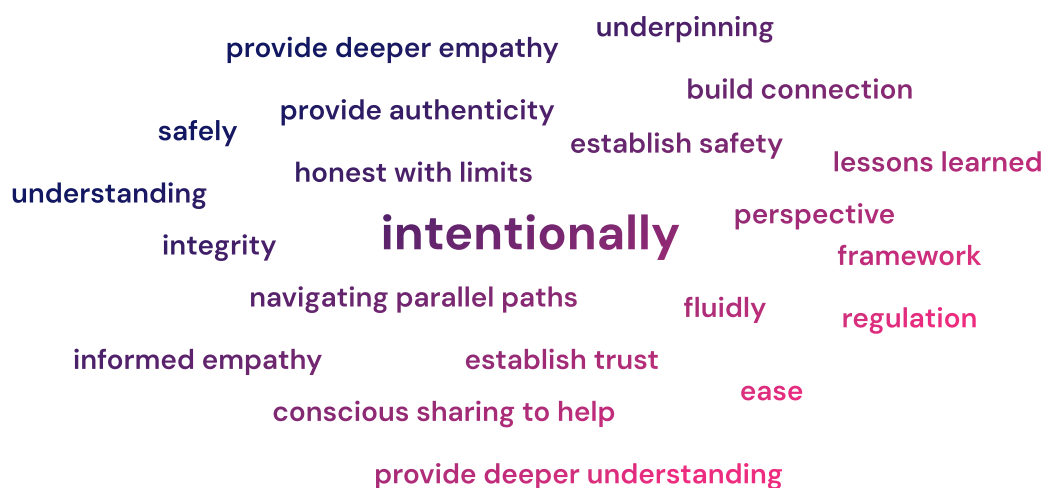 underpinning
provide deeper empathy
build connection
provide authenticity
safely
establish safety
lessons learned
honest with limits
understanding
perspective
intentionally
integrity
framework
navigating parallel paths
fluidly
regulation
informed empathy
establish trust
ease
conscious sharing to help
provide deeper understanding